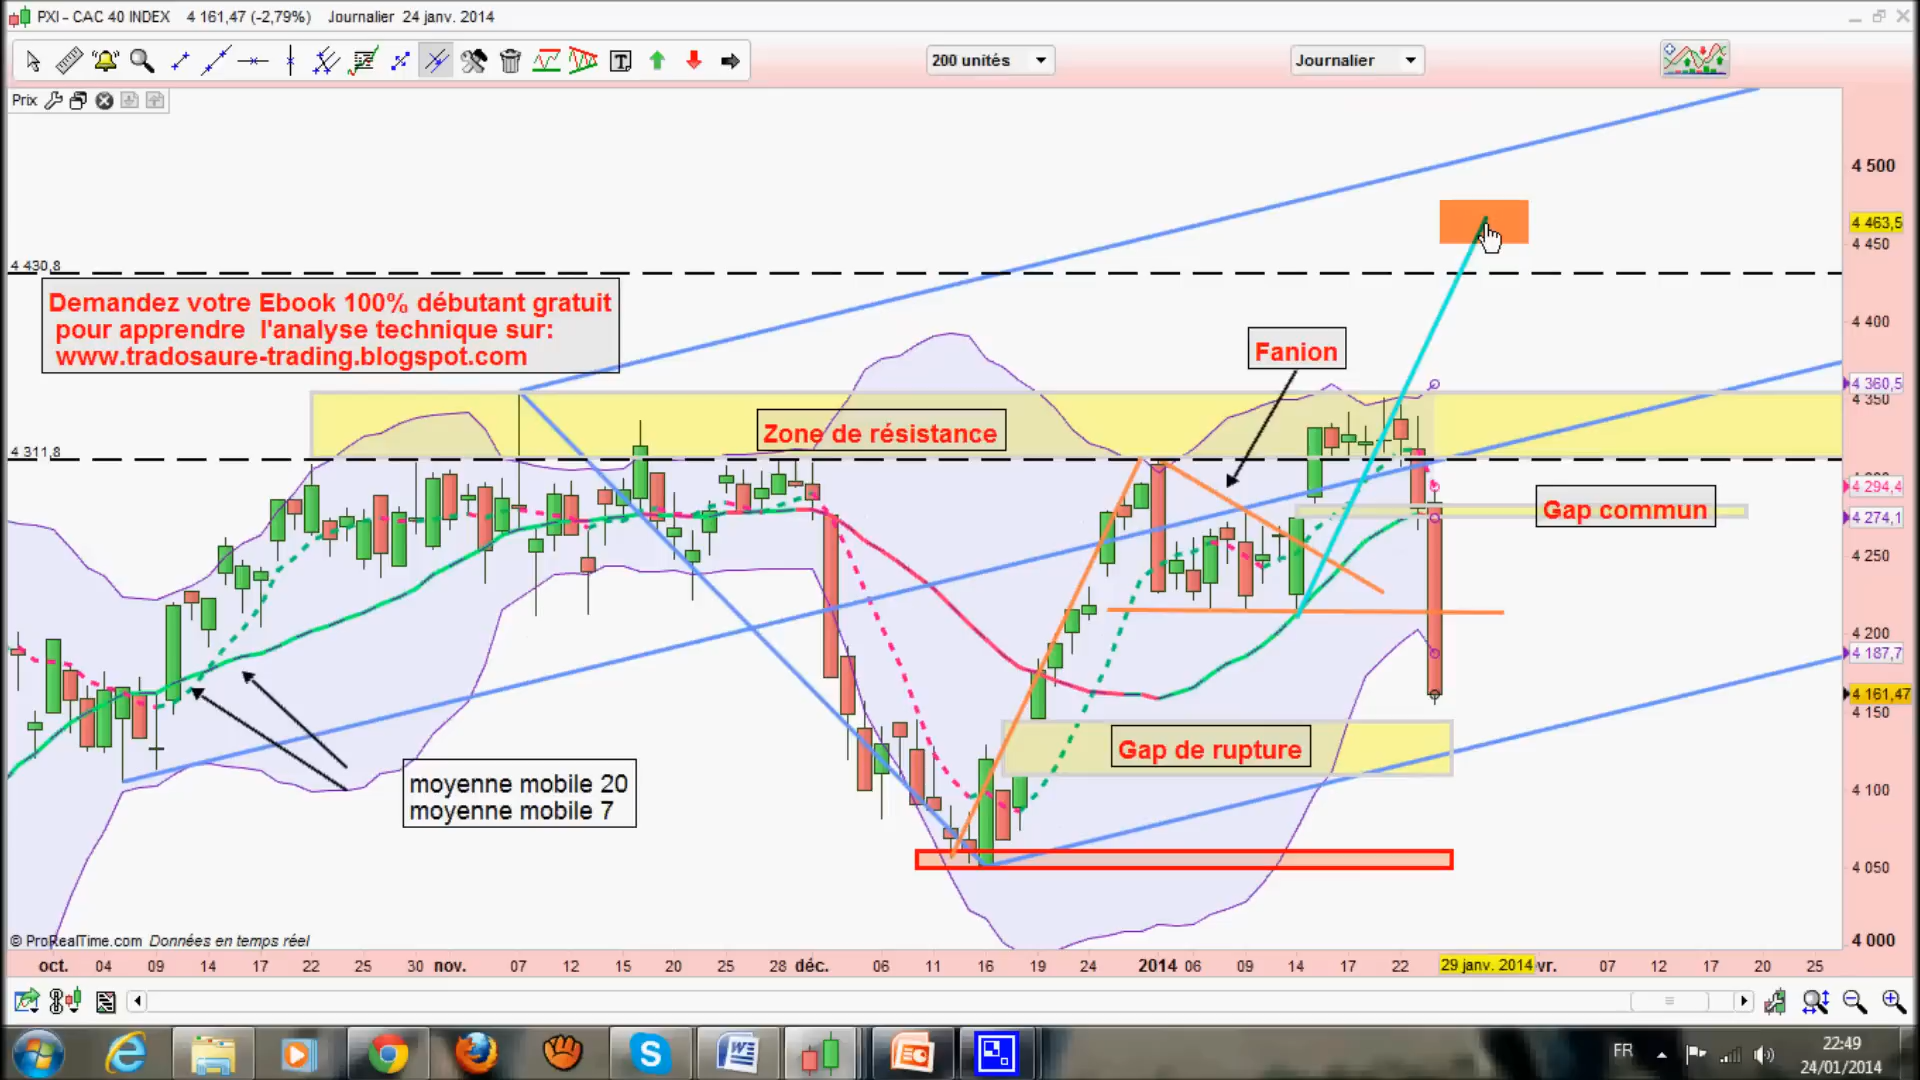 PXI - CAC 40 INDEX 4 161,47 (-2,79%) Journalier 24 janv. 2014
200 unités
Journalier
Prix
4 500
4 463,5
4 450
4 430,8
Demandez votre Ebook 100% débutant gratuit
pour apprendre l'analyse technique sur:
www.tradosaure-trading.blogspot.com
4 400
Fanion
4 360,5
4 350
Zone de résistance
4 311,8
4 294,4
Gap commun
4 274,1
4 250
4 200
4 187,7
4 161,47
4 150
Gap de rupture
moyenne mobile 20
moyenne mobile 7
4 100
4 050
© ProRealTime.com Données en temps réel
4 000
oct. 04 09 14 17 22 25 30 nov. 07 12 15 20 25 28 déc. 06 11 16 19 24 2014 06 09 14 17 22 29 janv. 2014 vr. 07 12 17 20 25
FR
22:49
24/01/2014